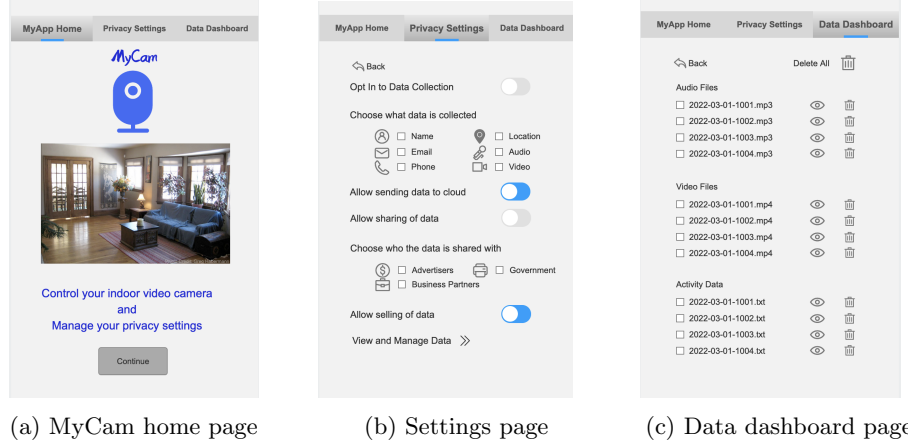 MyApp Home Privacy Settings Data Dashboard
MyCam
Control your indoor video camera
and
Manage your privacy settings
Continue
(a) MyCam home page
MyApp Home Privacy Settings Data Dashboard
Back
Opt In to Data Collection
Choose what data is collected
Name Location
Email Audio
Phone Video
Allow sending data to cloud
Allow sharing of data
Choose who the data is shared with
Advertisers Government
Business Partners
Allow selling of data
View and Manage Data
(b) Settings page
MyApp Home Privacy Settings Data Dashboard
Back Delete All
Audio Files
2022-03-01-1001.mp3
2022-03-01-1002.mp3
2022-03-01-1003.mp3
2022-03-01-1004.mp3
Video Files
2022-03-01-1001.mp4
2022-03-01-1002.mp4
2022-03-01-1003.mp4
2022-03-01-1004.mp4
Activity Data
2022-03-01-1001.txt
2022-03-01-1002.txt
2022-03-01-1003.txt
2022-03-01-1004.txt
(c) Data dashboard page